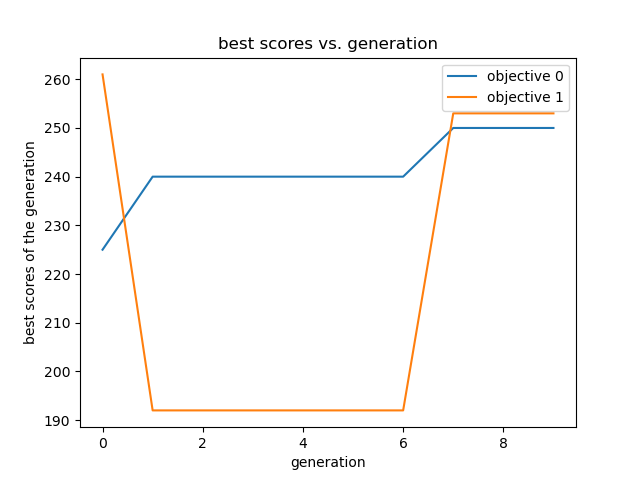 best scores vs. generation
objective 0
objective 1
best scores of the generation
260
250
240
230
220
210
200
190
0 2 4 6 8
generation